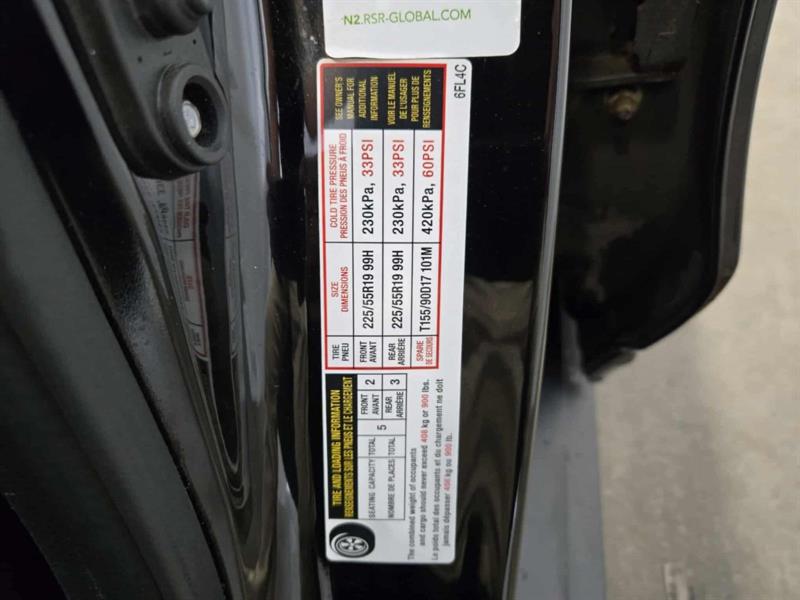 N2.RSR-GLOBAL.COM
TIRE AND LOADING INFORMATION
RENSEIGNEMENTS SUR LES PNEUS ET LE CHARGEMENT
SEATING CAPACITY TOTAL 5 FRONT AVANT 2
NOMBRE DE PLACES TOTAL REAR ARRIÈRE 3
The combined weight of occupants
and cargo should never exceed 408 kg or 900 lbs.
Le poids total des occupants et du chargement ne doit
jamais dépasser 408 kg ou 900 lb.
TIRE PNEU SIZE DIMENSIONS COLD TIRE PRESSURE PRESSION DES PNEUS À FROID
FRONT AVANT 225/55R19 99H 230kPa, 33PSI
REAR ARRIÈRE 225/55R19 99H 230kPa, 33PSI
SPARE DE SECOURS T155/90D17 101M 420kPa, 60PSI
SEE OWNER'S
MANUAL FOR
ADDITIONAL
INFORMATION
VOIR LE MANUEL
DE L'USAGER
POUR PLUS DE
RENSEIGNEMENTS
6FL4C